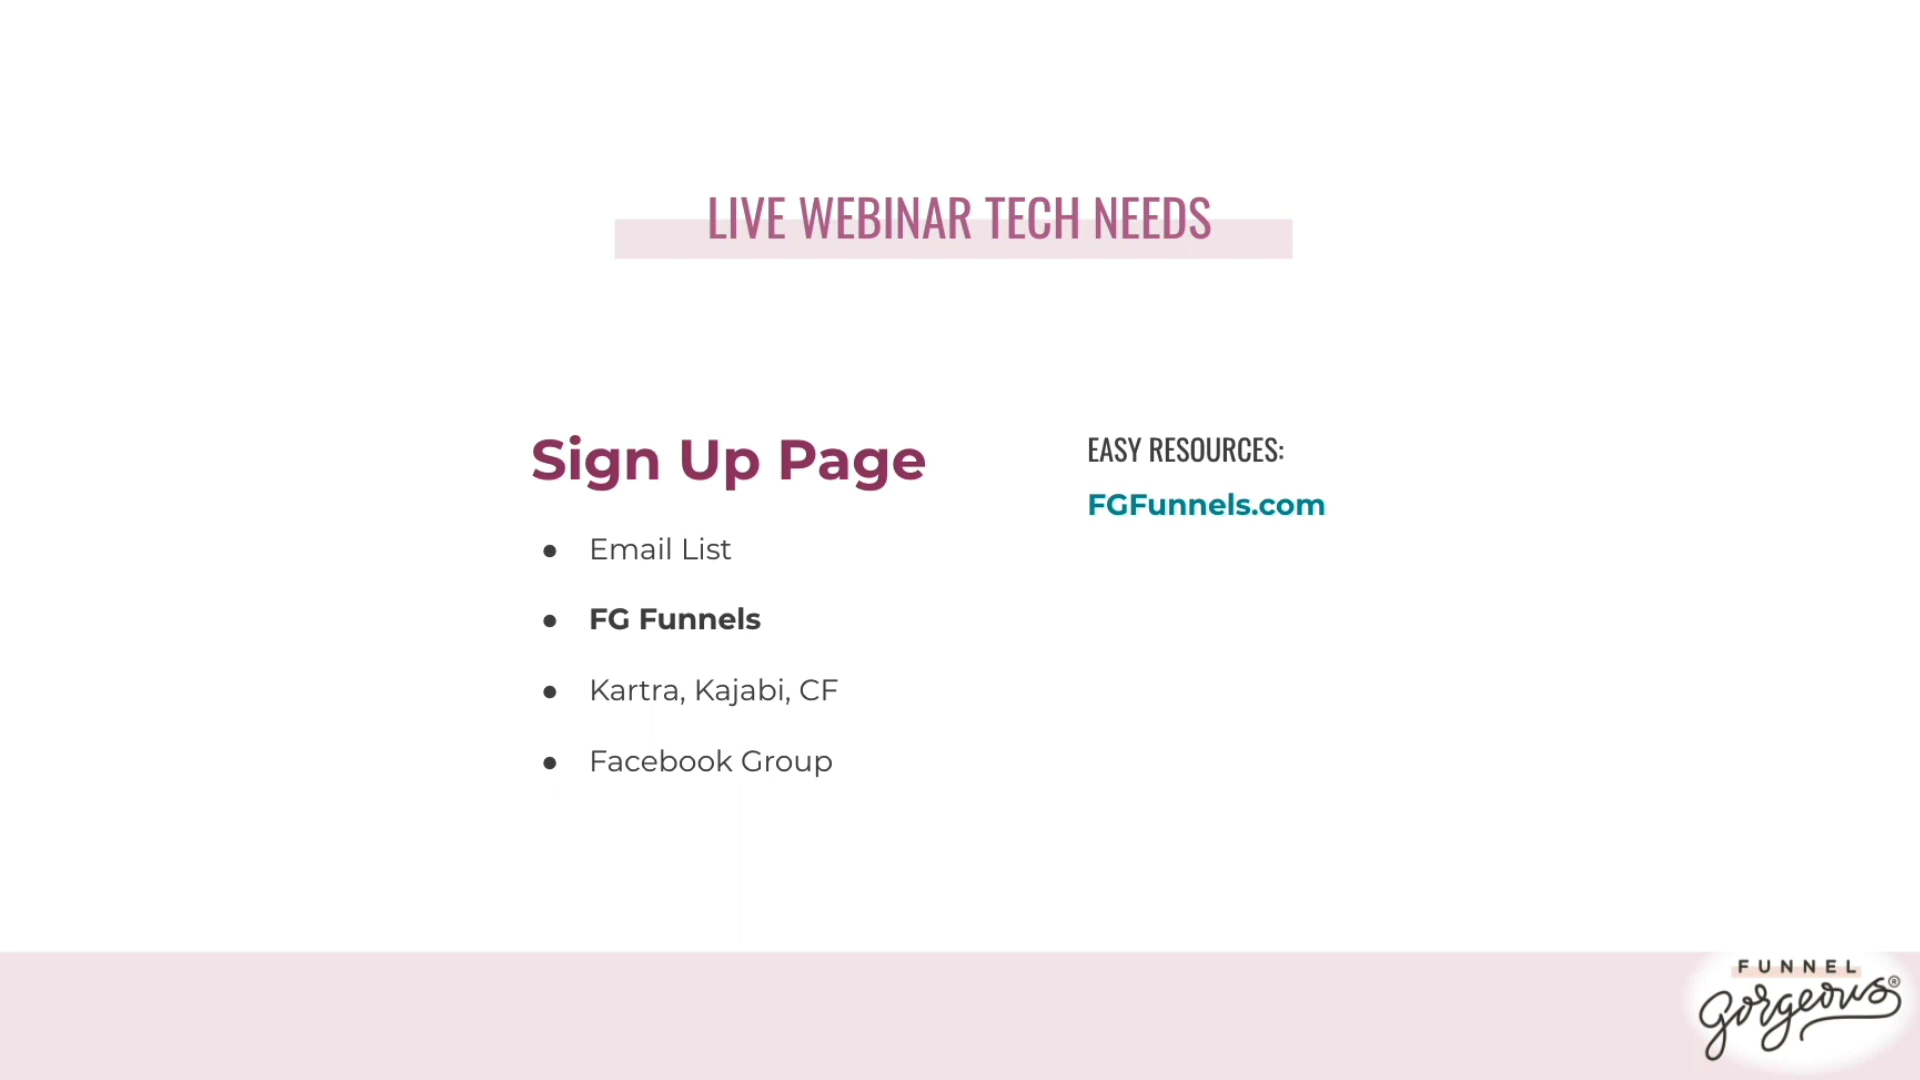 LIVE WEBINAR TECH NEEDS
Sign Up Page
● Email List
● FG Funnels
● Kartra, Kajabi, CF
● Facebook Group
EASY RESOURCES:
FGFunnels.com
FUNNEL
gorgeous®